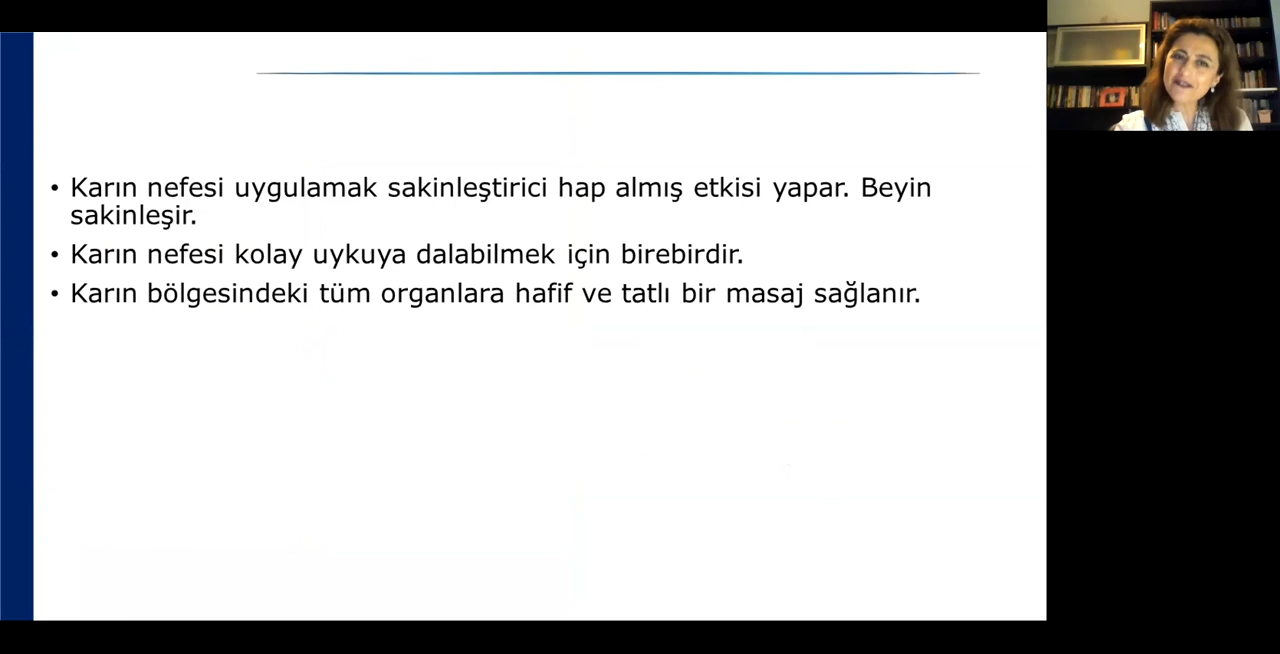 • Karın nefesi uygulamak sakinleştirici hap almış etkisi yapar. Beyin
sakinleşir.
• Karın nefesi kolay uykuya dalabilmek için birebirdir.
• Karın bölgesindeki tüm organlara hafif ve tatlı bir masaj sağlanır.